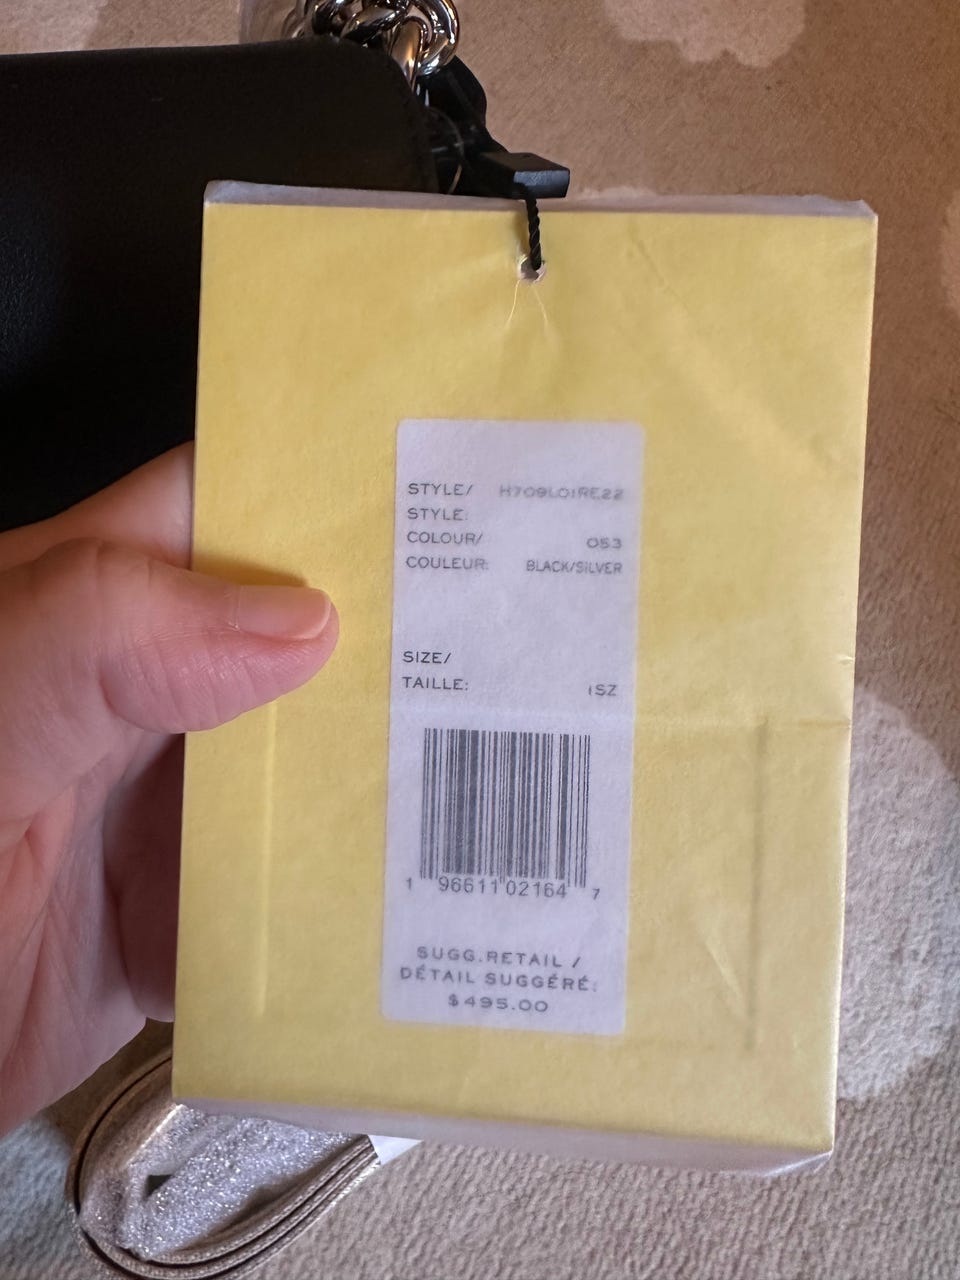 STYLE/ H709L01RE22
STYLE:
COLOUR/ 053
COULEUR: BLACK/SILVER
SIZE/
TAILLE: 1SZ
1 96611 02164 7
SUGG.RETAIL /
DÉTAIL SUGGÉRÉ:
$495.00